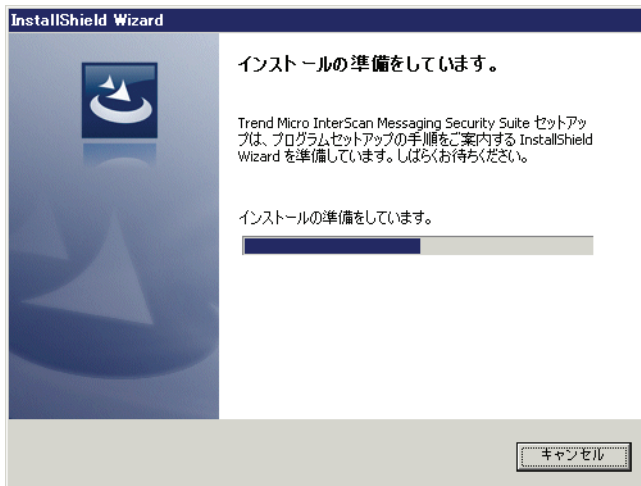 InstallShield Wizard
インストールの準備をしています。
Trend Micro InterScan Messaging Security Suite セットアッ
プは、プログラムセットアップの手順をご案内する InstallShield
Wizard を準備しています。しばらくお待ちください。
インストールの準備をしています。
キャンセル